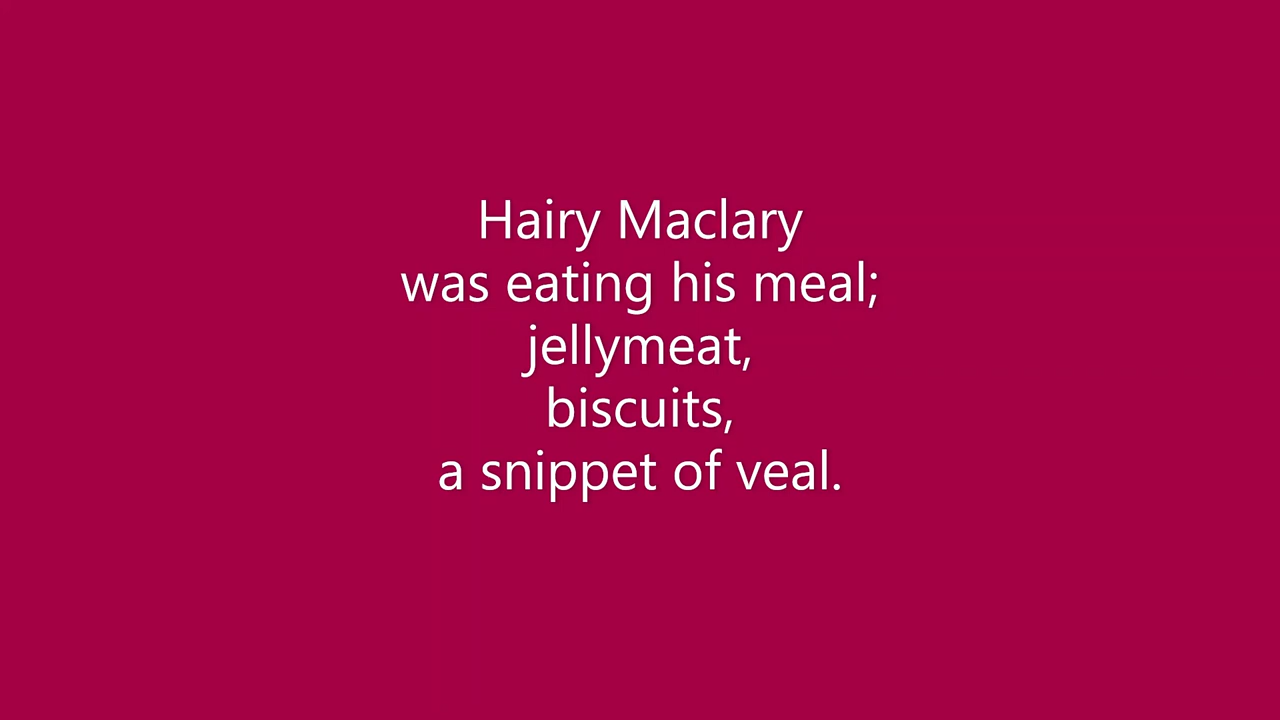 Hairy Maclary
was eating his meal;
jellymeat,
biscuits,
a snippet of veal.